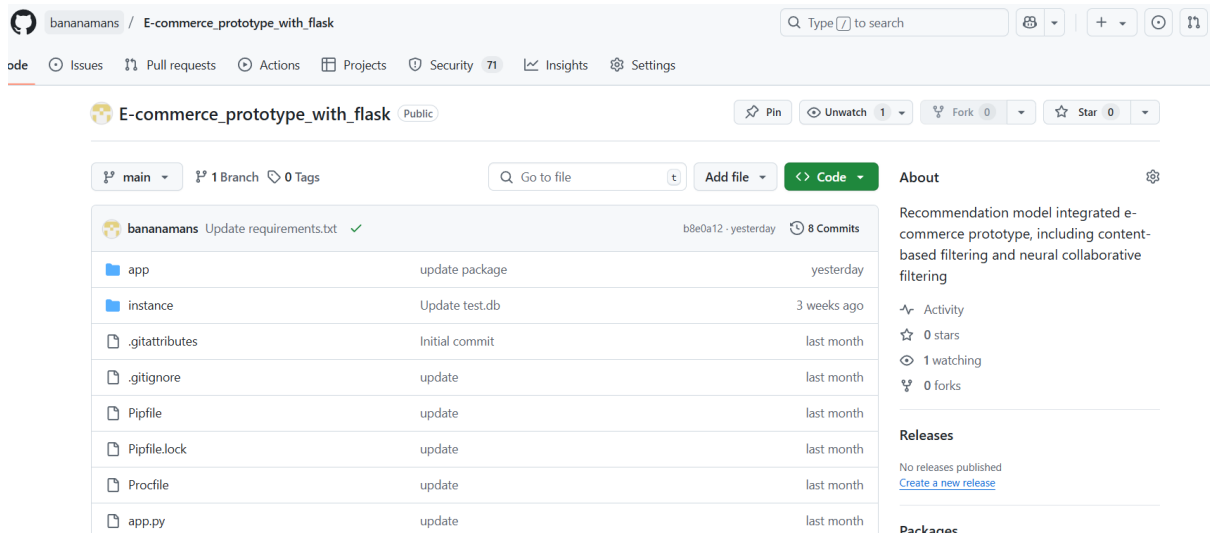 bananamans / E-commerce_prototype_with_flask Type / to search
ode Issues Pull requests Actions Projects Security 71 Insights Settings
E-commerce_prototype_with_flask Public Pin Unwatch 1 Fork 0 Star 0
main 1 Branch 0 Tags Go to file t Add file Code
bananamans Update requirements.txt b8e0a12 · yesterday 8 Commits
app update package yesterday
instance Update test.db 3 weeks ago
.gitattributes Initial commit last month
.gitignore update last month
Pipfile update last month
Pipfile.lock update last month
Procfile update last month
app.py update last month
About
Recommendation model integrated e-
commerce prototype, including content-
based filtering and neural collaborative
filtering
Activity
0 stars
1 watching
0 forks
Releases
No releases published
Create a new release
Packages